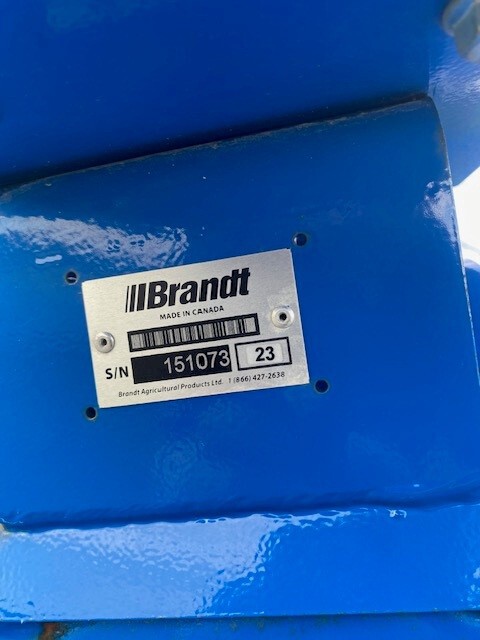 Brandt
MADE IN CANADA
S/N 151073 23
Brandt Agricultural Products Ltd. 1 (866) 427-2638